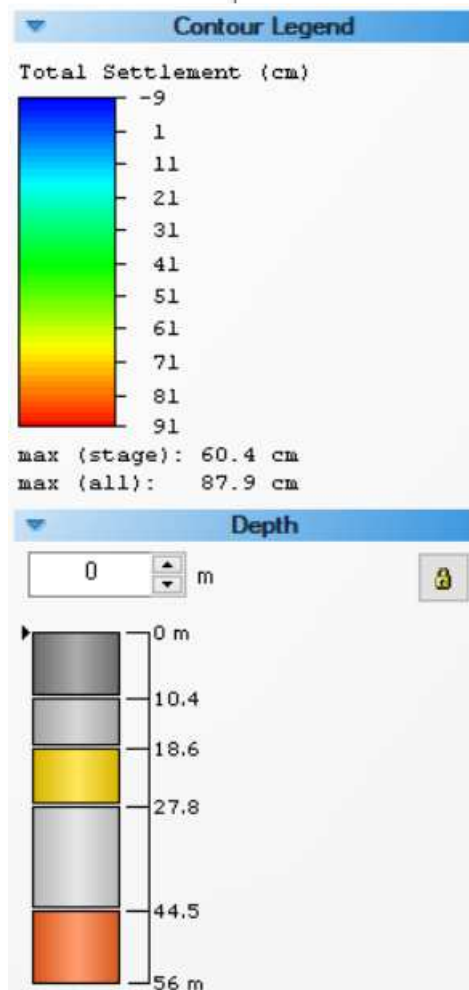 Contour Legend
Total Settlement (cm)
-9
1
11
21
31
41
51
61
71
81
91
max (stage): 60.4 cm
max (all): 87.9 cm
Depth
0 m
0 m
10.4
18.6
27.8
44.5
56 m